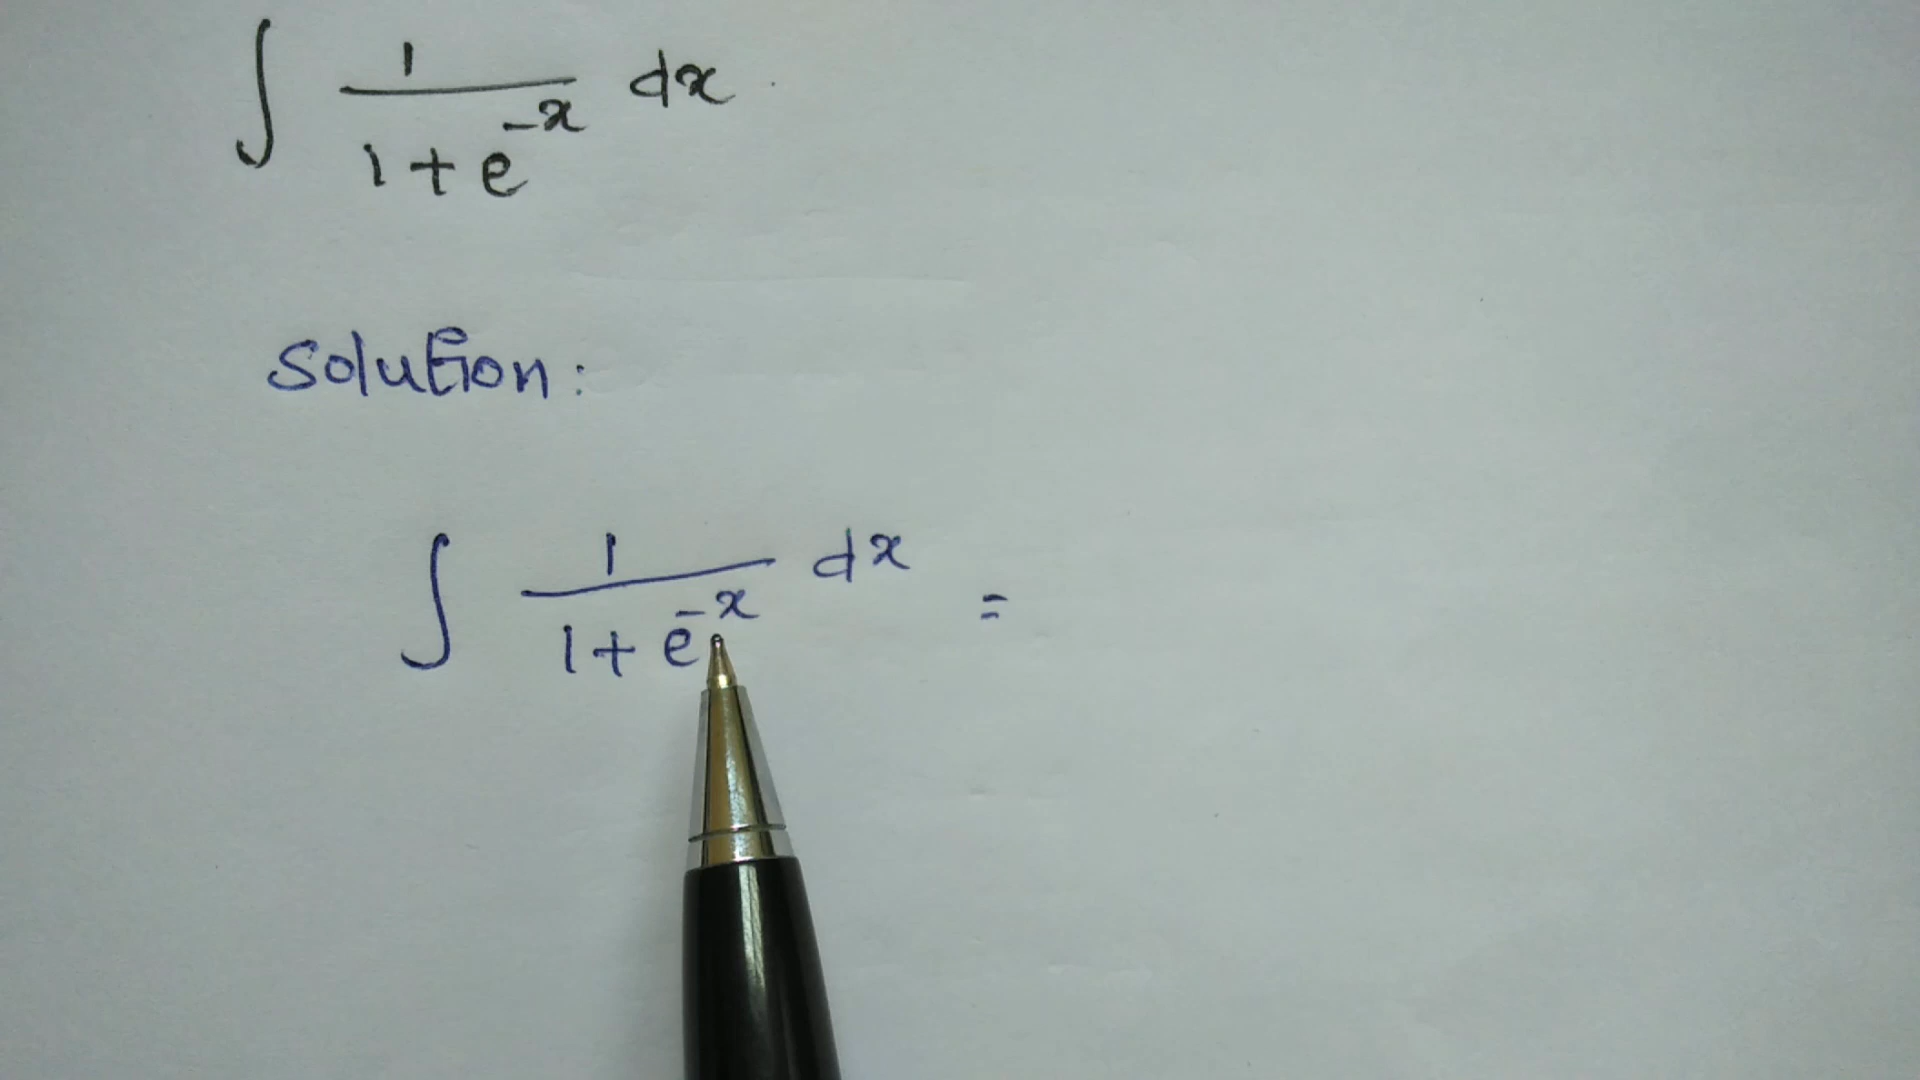 ∫ 1/(1+e^{-x}) dx
Solution:
∫ 1/(1+e^{-x}) dx =